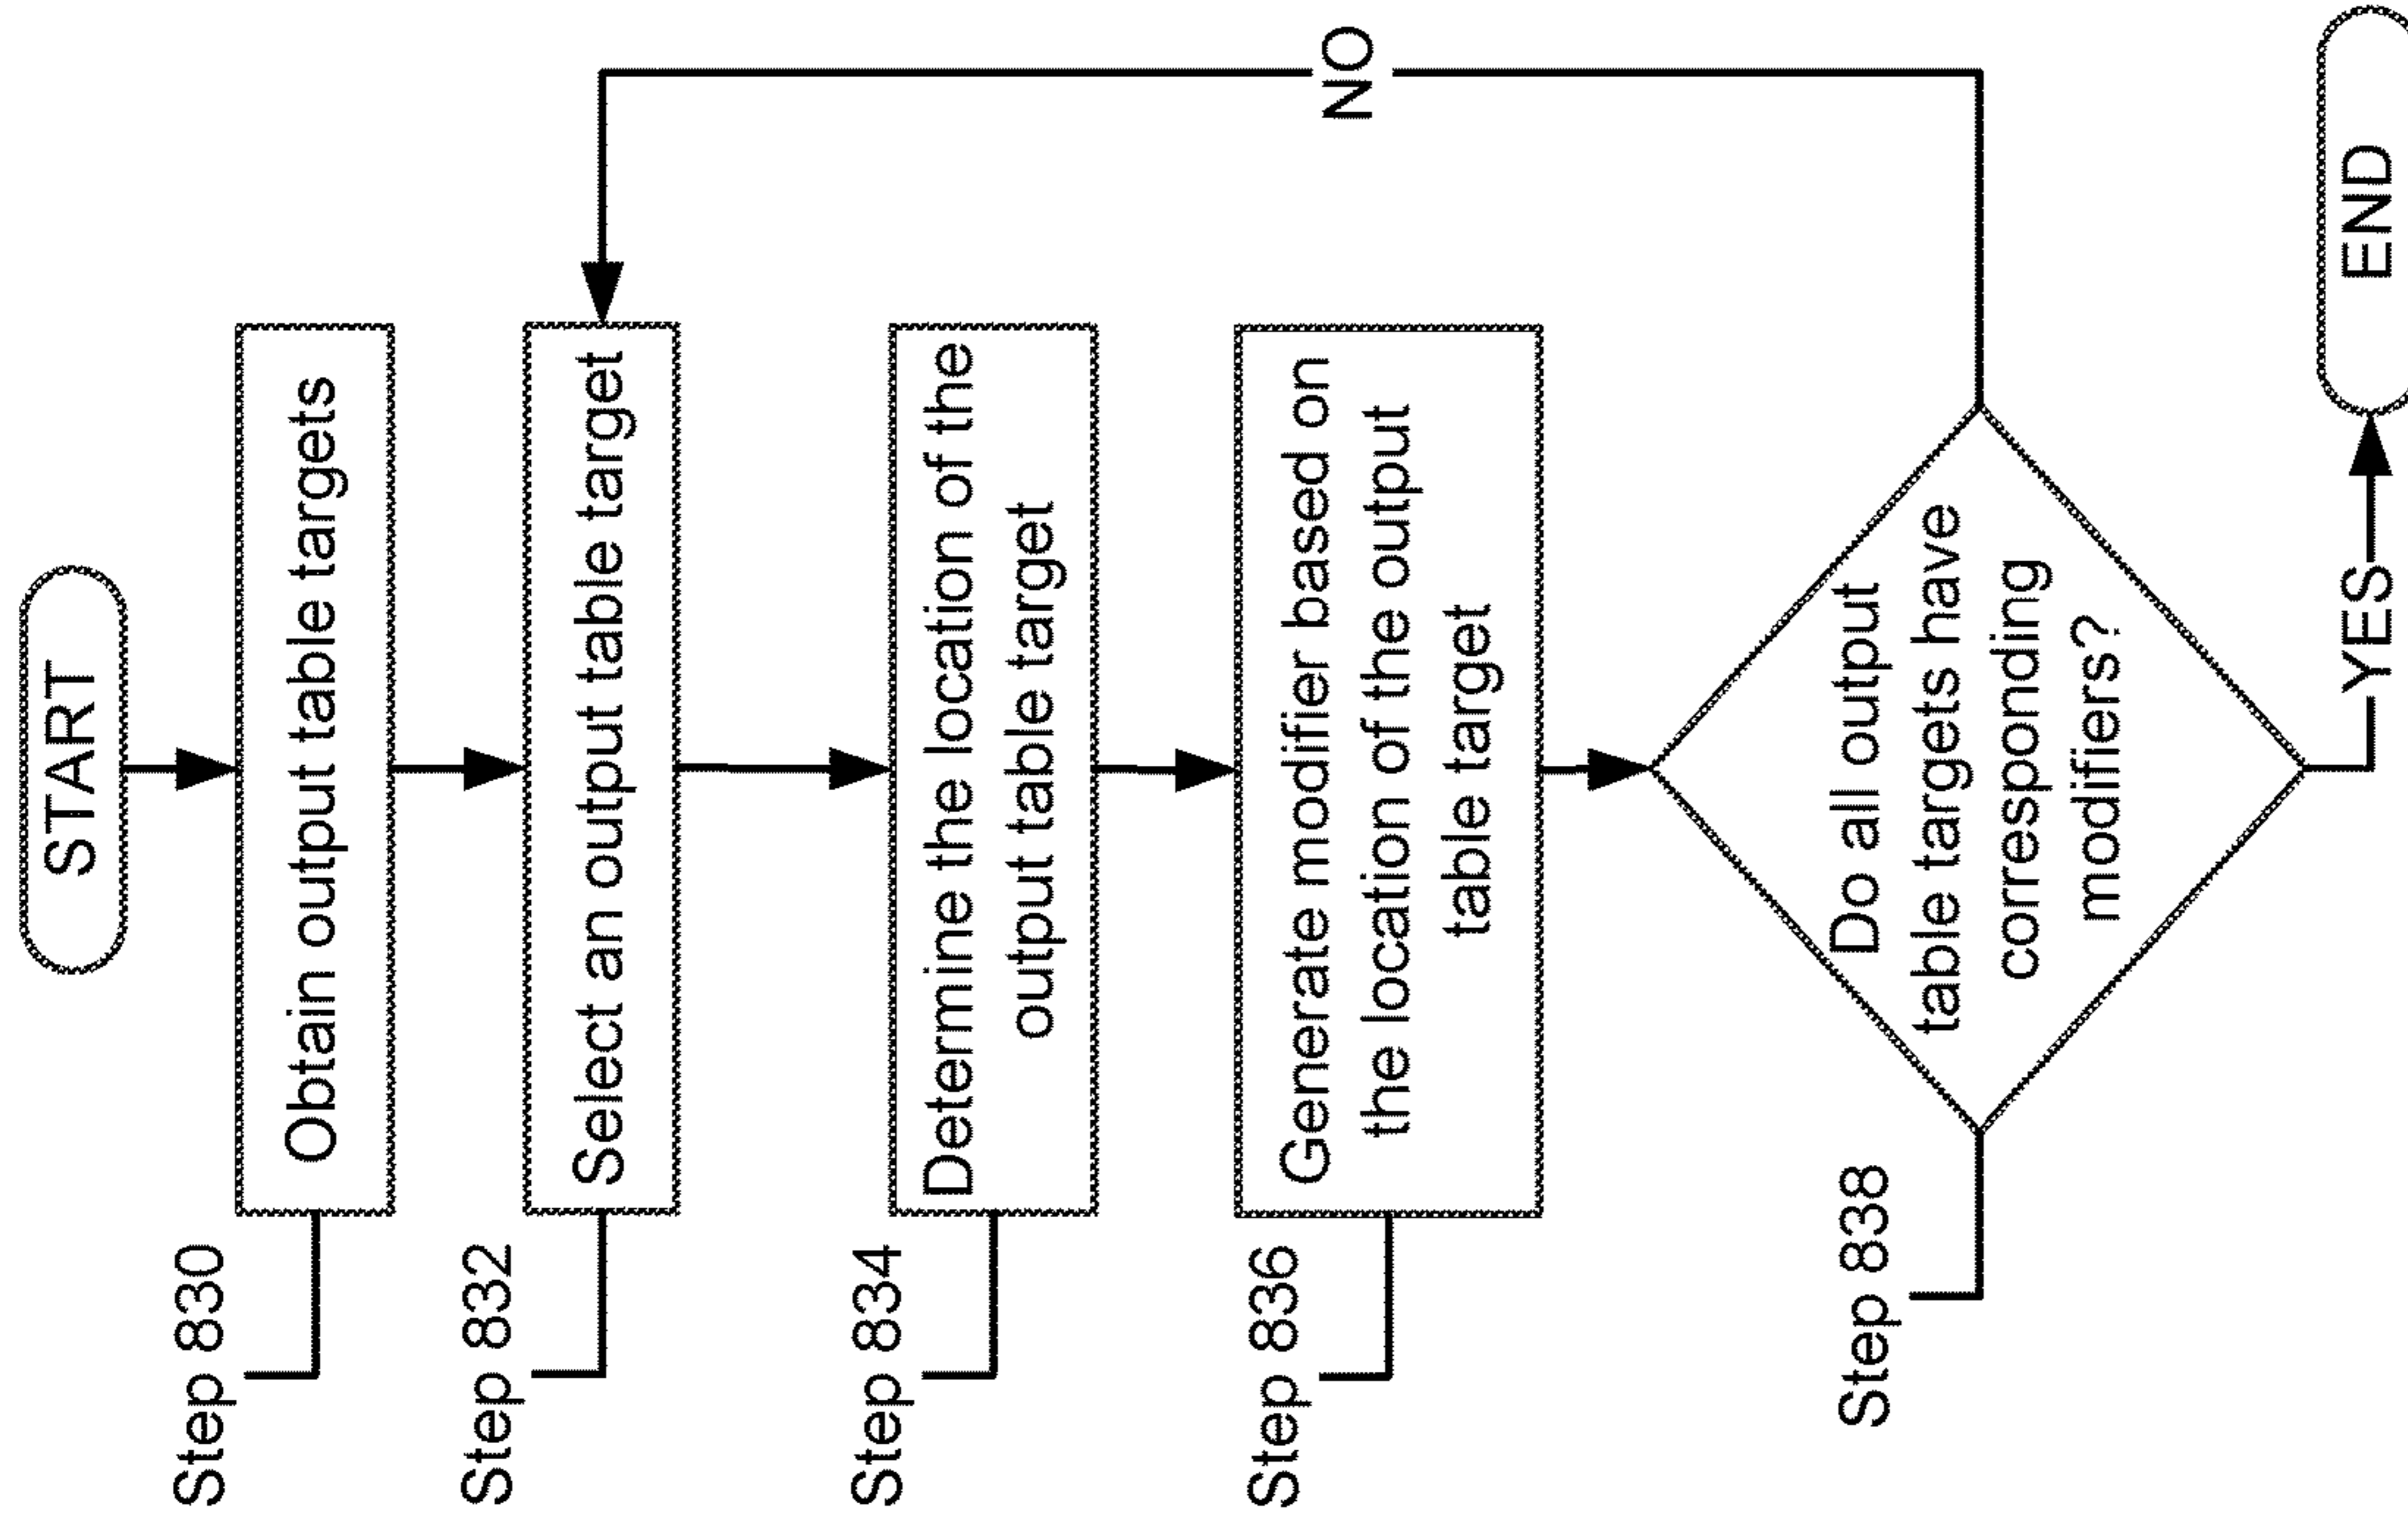 START
Step 830
Obtain output table targets
Step 832
Select an output table target
Step 834
Determine the location of the
output table target
Step 836
Generate modifier based on
the location of the output
table target
Step 838
Do all output
table targets have
corresponding
modifiers?
NO
YES
END